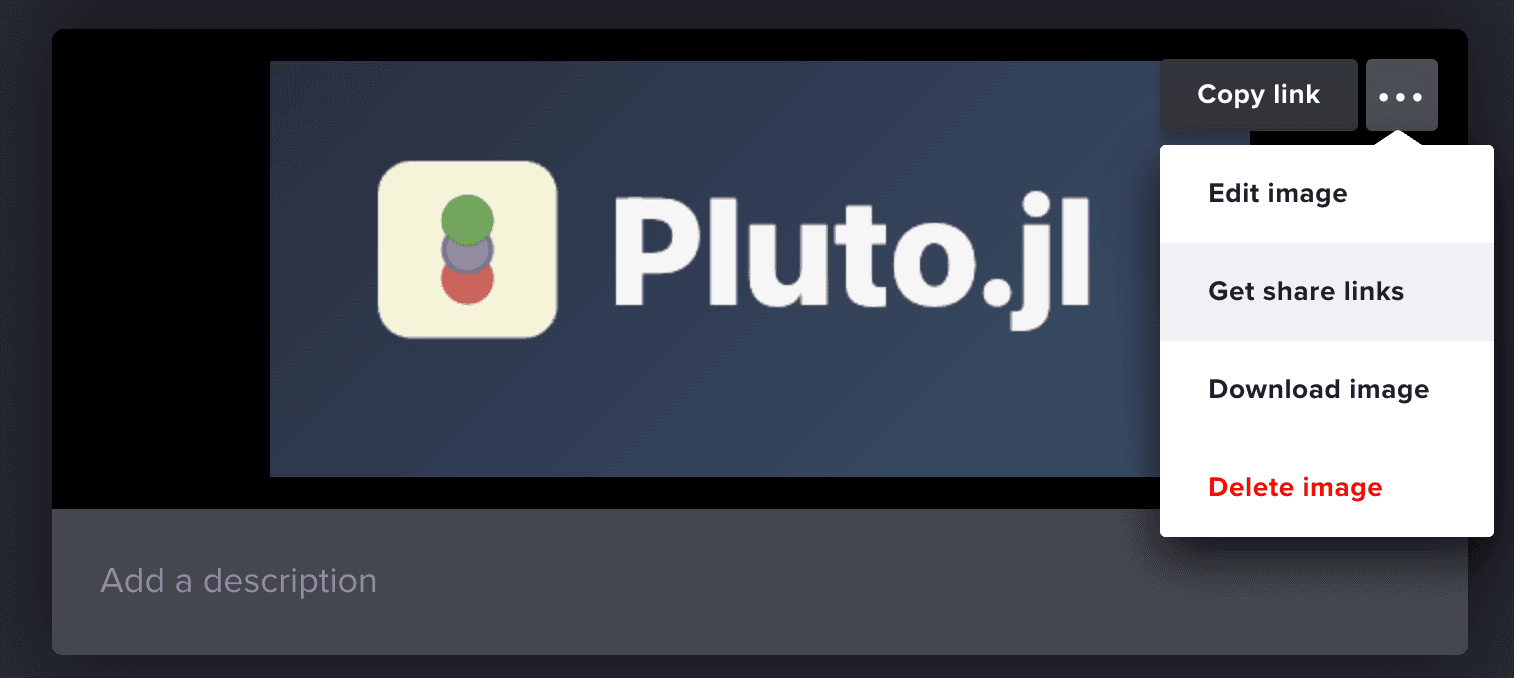 Copy link
Pluto.jl
Edit image
Get share links
Download image
Delete image
Add a description